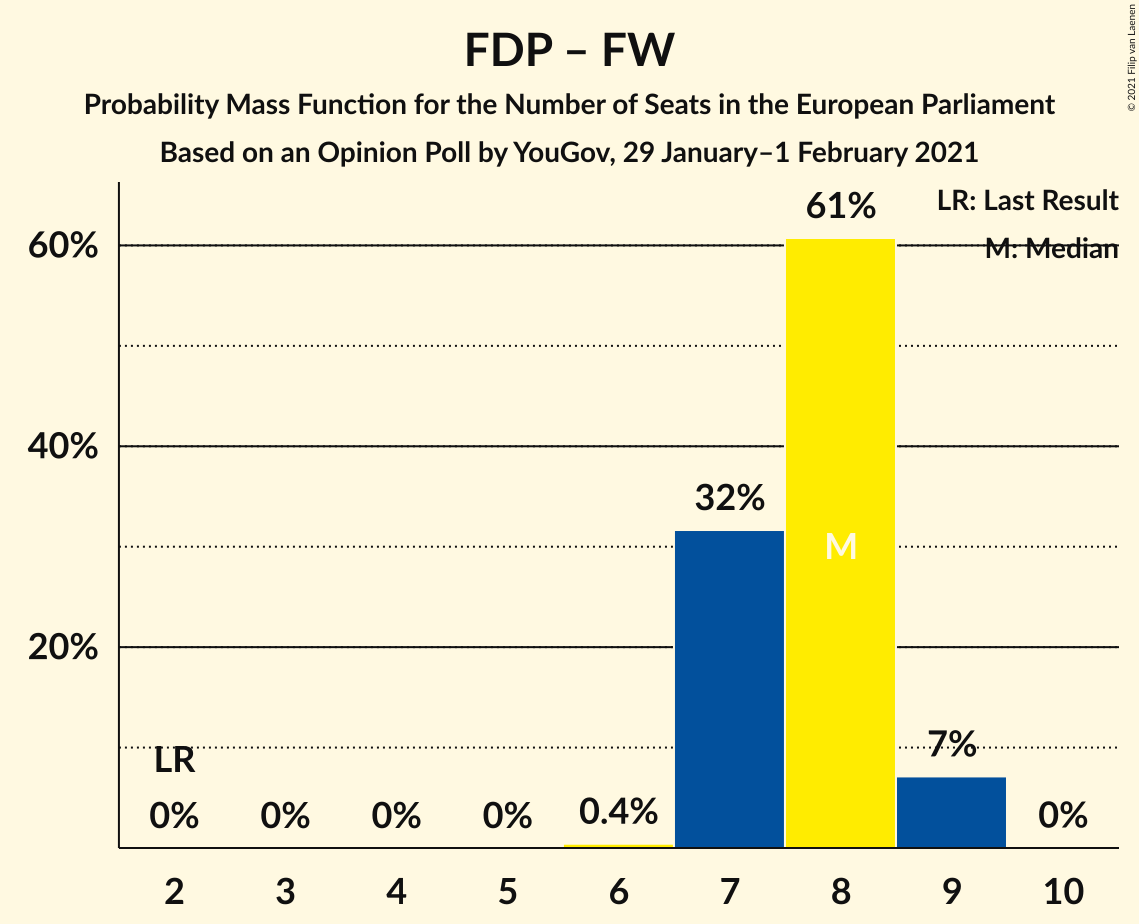 FDP – FW
Probability Mass Function for the Number of Seats in the European Parliament
Based on an Opinion Poll by YouGov, 29 January–1 February 2021
© 2021 Filip van Laenen
LR: Last Result
M: Median
60%
40%
20%
61%
32%
M
7%
LR
0%
0%
0%
0%
0.4%
0%
2
3
4
5
6
7
8
9
10